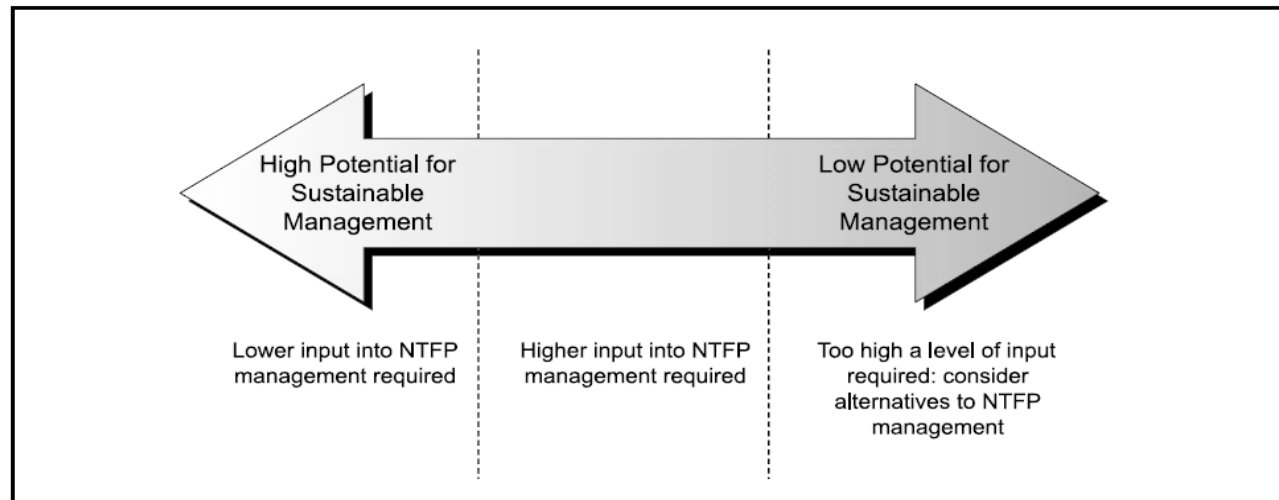 High Potential for
Sustainable
Management
Low Potential for
Sustainable
Management
Lower input into NTFP
management required
Higher input into NTFP
management required
Too high a level of input
required: consider
alternatives to NTFP
management